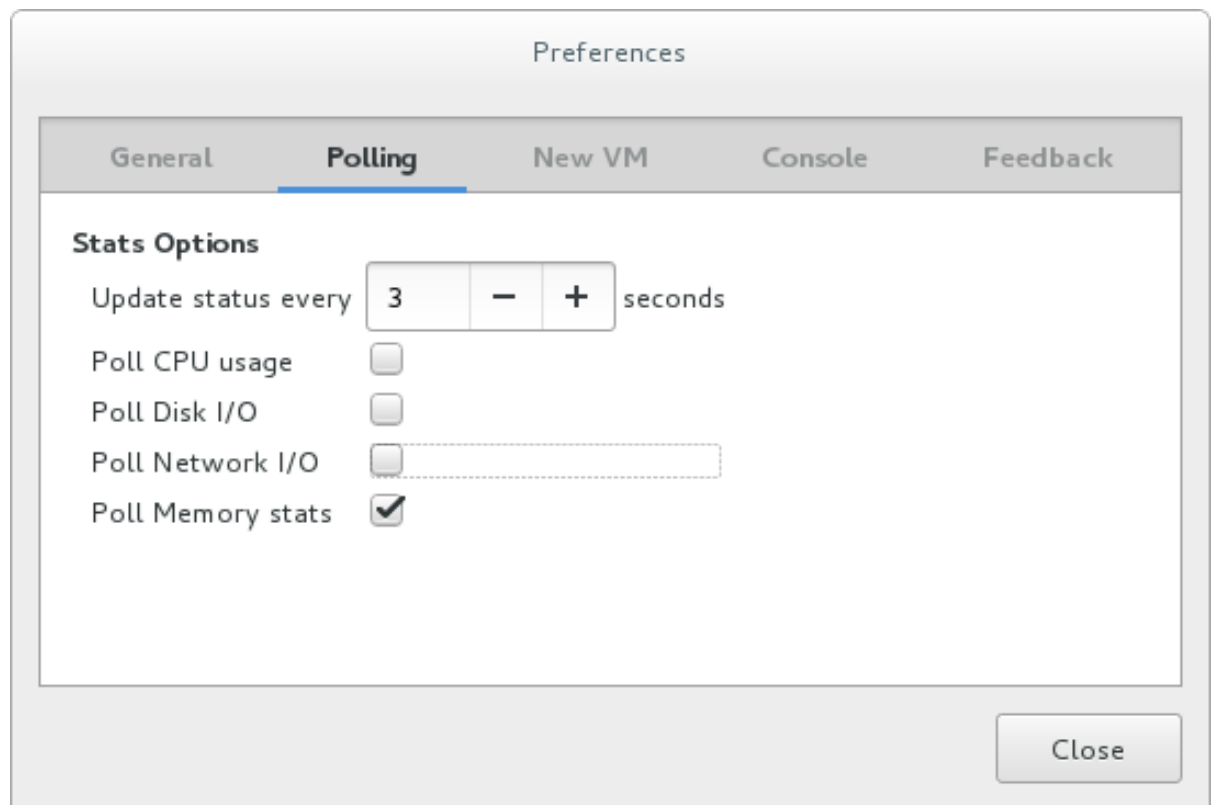 Preferences
General Polling New VM Console Feedback
Stats Options
Update status every 3 − + seconds
Poll CPU usage
Poll Disk I/O
Poll Network I/O
Poll Memory stats
Close